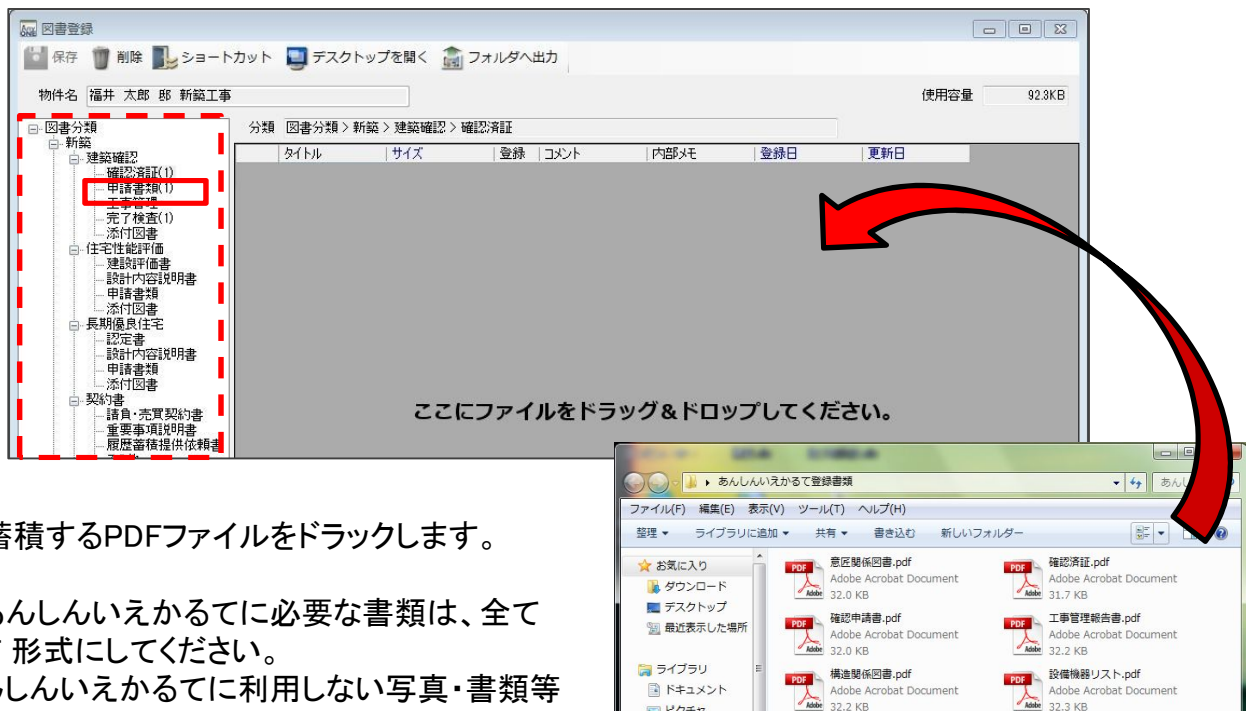 図書登録
保存 削除 ショートカット デスクトップを開く フォルダへ出力
物件名 福井 太郎 邸 新築工事 使用容量 92.3KB
分類 図書分類 > 新築 > 建築確認 > 確認済証
タイトル サイズ 登録 コメント 内部メモ 登録日 更新日
図書分類
新築
建築確認
確認済証(1)
申請書類(1)
工事管理
完了検査(1)
添付図書
住宅性能評価
建設評価書
設計内容説明書
申請書類
添付図書
長期優良住宅
認定書
設計内容説明書
申請書類
添付図書
契約書
請負・売買契約書
重要事項説明書
履歴蓄積提供依頼書
ここにファイルをドラッグ&ドロップしてください。
あんしんいえかるて登録書類
ファイル(F) 編集(E) 表示(V) ツール(T) ヘルプ(H)
整理 ライブラリに追加 共有 書き込む 新しいフォルダー
お気に入り
ダウンロード
デスクトップ
最近表示した場所
ライブラリ
ドキュメント
ピクチャ
意匠関係図書.pdf
Adobe Acrobat Document
32.0 KB
確認済証.pdf
Adobe Acrobat Document
31.7 KB
確認申請書.pdf
Adobe Acrobat Document
32.0 KB
工事管理報告書.pdf
Adobe Acrobat Document
32.2 KB
構造関係図書.pdf
Adobe Acrobat Document
32.2 KB
設備機器リスト.pdf
Adobe Acrobat Document
32.3 KB
蓄積するPDFファイルをドラックします。
あんしんいえかるてに必要な書類は、全て
形式にしてください。
んしんいえかるてに利用しない写真・書類等